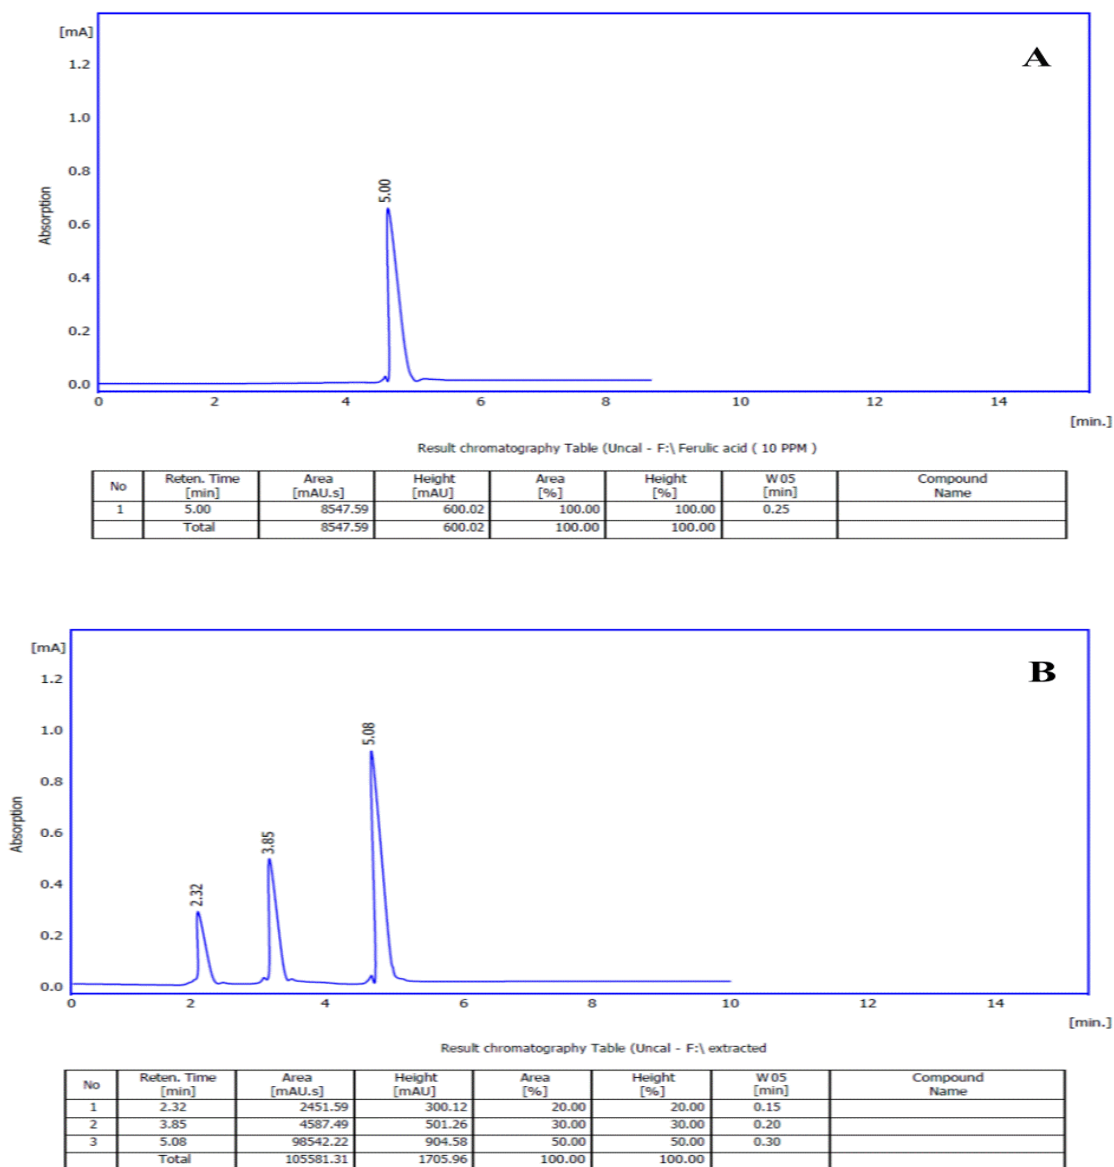 A
[mA]
1.2
1.0
0.8
0.6
0.4
0.2
0.0
Absorption
5.00
0 2 4 6 8 10 12 14
[min.]
Result chromatography Table (Uncal - F:\ Ferulic acid ( 10 PPM )
No Reten. Time [min] Area [mAU.s] Height [mAU] Area [%] Height [%] W05 [min] Compound Name
1 5.00 8547.59 600.02 100.00 100.00 0.25
Total 8547.59 600.02 100.00 100.00
B
[mA]
1.2
1.0
0.8
0.6
0.4
0.2
0.0
Absorption
2.32
3.85
5.08
0 2 4 6 8 10 12 14
[min.]
Result chromatography Table (Uncal - F:\ extracted
No Reten. Time [min] Area [mAU.s] Height [mAU] Area [%] Height [%] W05 [min] Compound Name
1 2.32 2451.59 300.12 20.00 20.00 0.15
2 3.85 4587.49 501.26 30.00 30.00 0.20
3 5.08 98542.22 904.58 50.00 50.00 0.30
Total 105581.31 1705.96 100.00 100.00